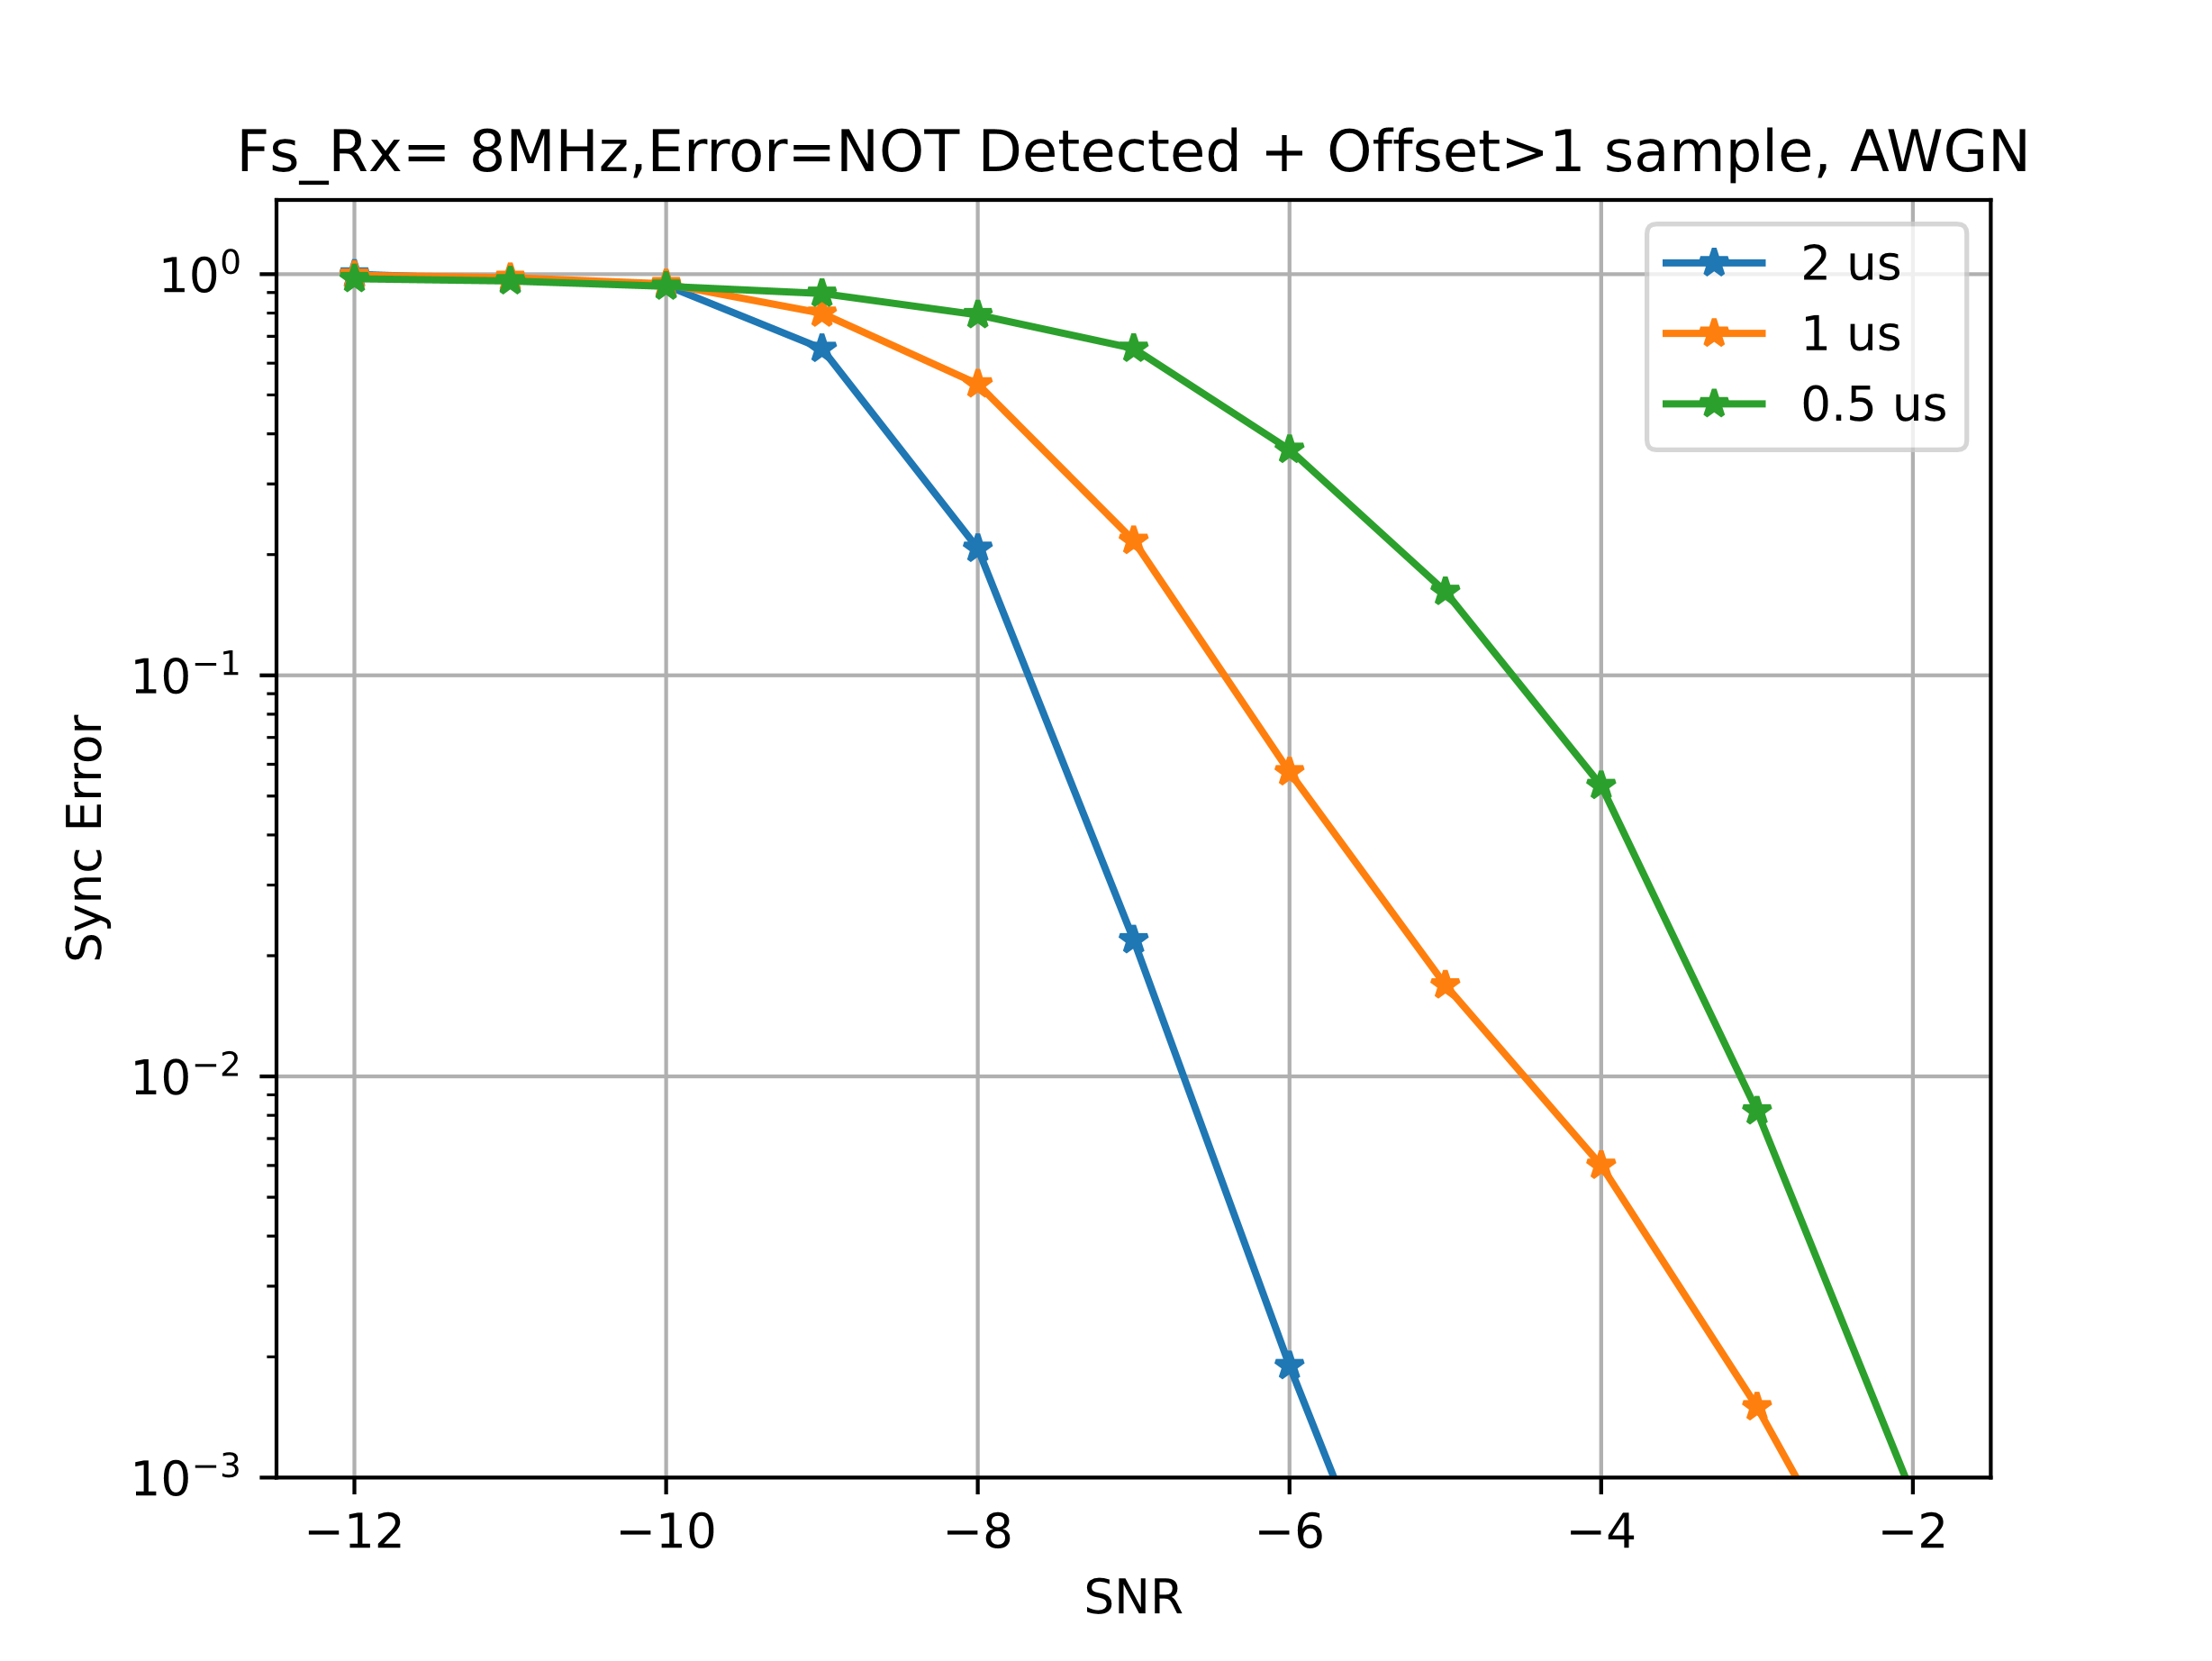 Fs_Rx= 8MHz,Error=NOT Detected + Offset>1 sample, AWGN
2 us
1 us
0.5 us
10⁰
10⁻¹
10⁻²
10⁻³
Sync Error
−12 −10 −8 −6 −4 −2
SNR